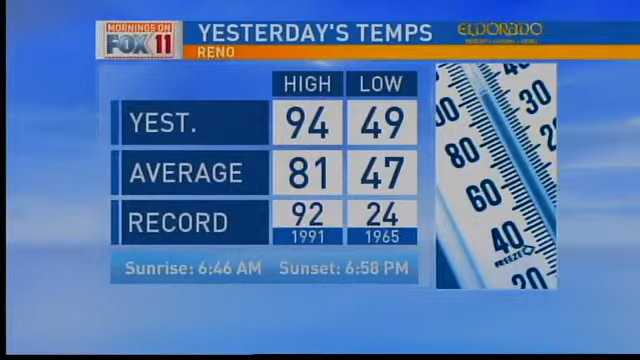 MORNINGS ON
FOX 11
YESTERDAY'S TEMPS
ELDORADO
RENO
HIGH LOW
YEST. 94 49
AVERAGE 81 47
RECORD 92 24
1991 1965
Sunrise: 6:46 AM Sunset: 6:58 PM
30
80
60
40
FREEZE
20